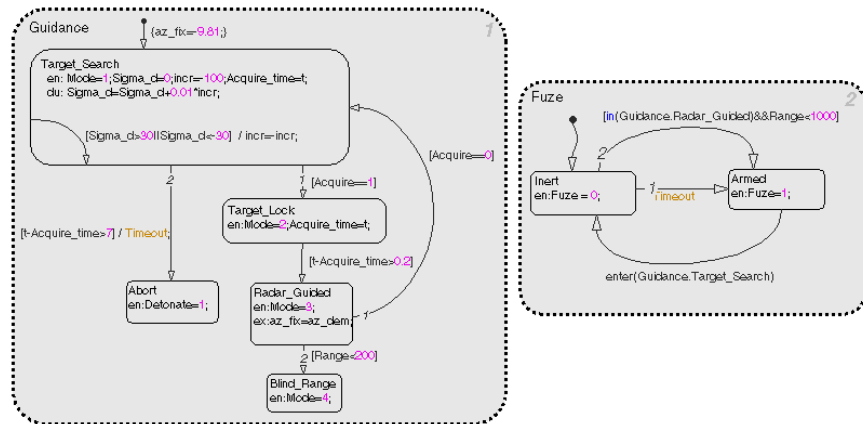 Guidance
1
{az_fix=-9.81;}
Target_Search
en: Mode=1;Sigma_d=0;incr=-100;Acquire_time=t;
du: Sigma_d=Sigma_d+0.01*incr;
[Sigma_d>30||Sigma_d<-30] / incr=-incr;
2
1
[Acquire==1]
[Acquire==0]
Target_Lock
en:Mode=2;Acquire_time=t;
[t-Acquire_time>7] / Timeout;
[t-Acquire_time>0.2]
Abort
en:Detonate=1;
Radar_Guided
en:Mode=3;
ex:az_fix=az_dem;
1
2
[Range<200]
Blind_Range
en:Mode=4;
2
Fuze
[in(Guidance.Radar_Guided)&&Range<1000]
2
Inert
en:Fuze = 0;
1
Timeout
Armed
en:Fuze=1;
enter(Guidance.Target_Search)